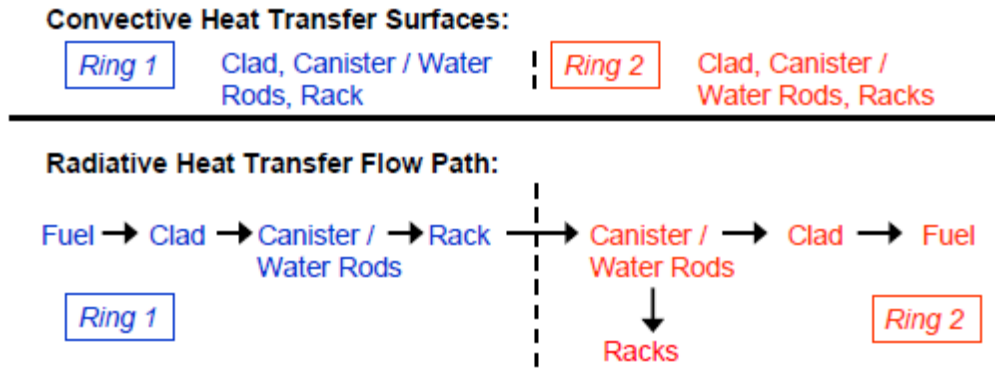 Convective Heat Transfer Surfaces:
Ring 1
Clad, Canister / Water
Rods, Rack
Ring 2
Clad, Canister /
Water Rods, Racks
Radiative Heat Transfer Flow Path:
Fuel → Clad → Canister / → Rack → Canister / → Clad → Fuel
Water Rods Water Rods
Ring 1
Racks
Ring 2